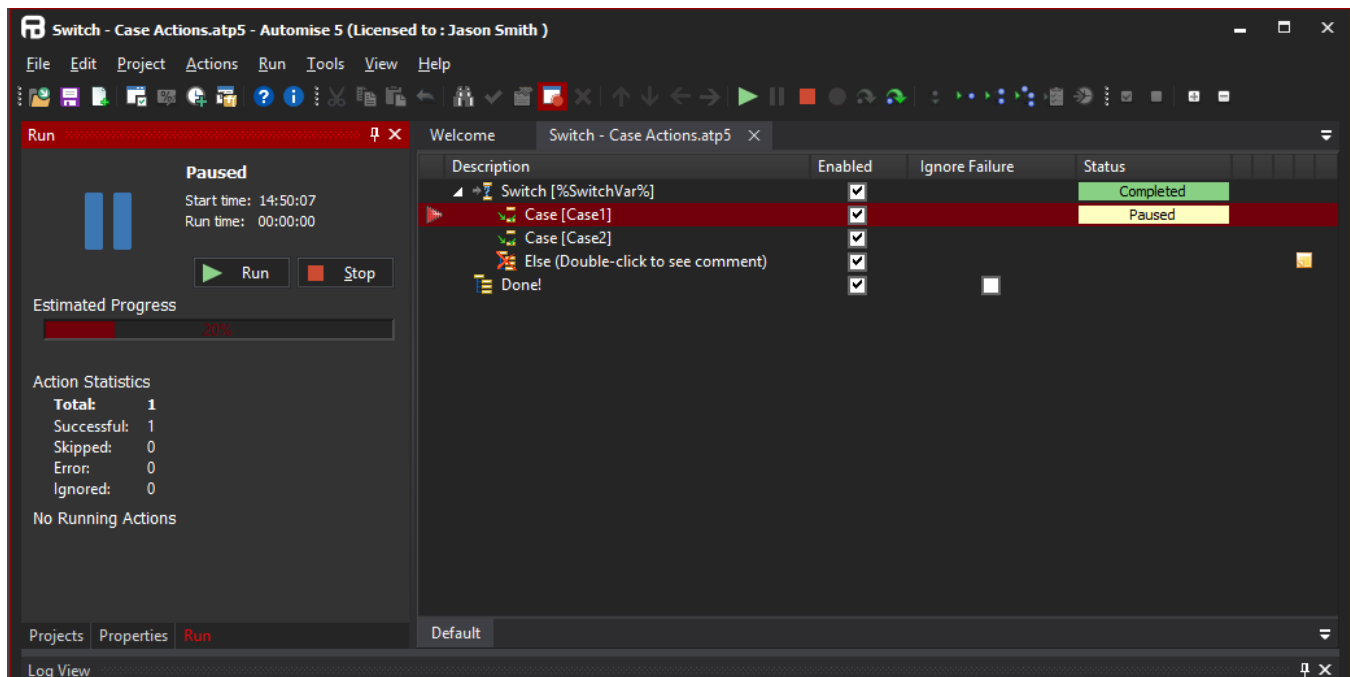 Switch - Case Actions.atp5 - Automise 5 (Licensed to : Jason Smith )
File Edit Project Actions Run Tools View Help
Run
Welcome Switch - Case Actions.atp5
Paused
Start time: 14:50:07
Run time: 00:00:00
Run Stop
Estimated Progress
20%
Action Statistics
Total: 1
Successful: 1
Skipped: 0
Error: 0
Ignored: 0
No Running Actions
Description Enabled Ignore Failure Status
Switch [%SwitchVar%] Completed
Case [Case1] Paused
Case [Case2]
Else (Double-click to see comment)
Done!
Projects Properties Run
Default
Log View